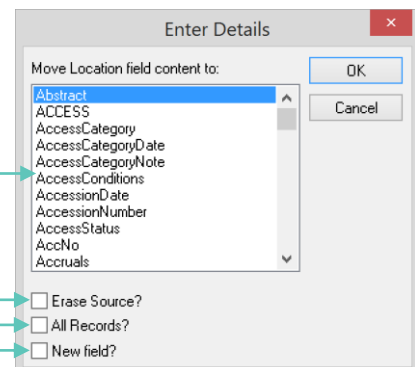 Enter Details
×
Move Location field content to:
OK
Cancel
Abstract
ACCESS
AccessCategory
AccessCategoryDate
AccessCategoryNote
AccessConditions
AccessionDate
AccessionNumber
AccessStatus
AccNo
Accruals
Erase Source?
All Records?
New field?